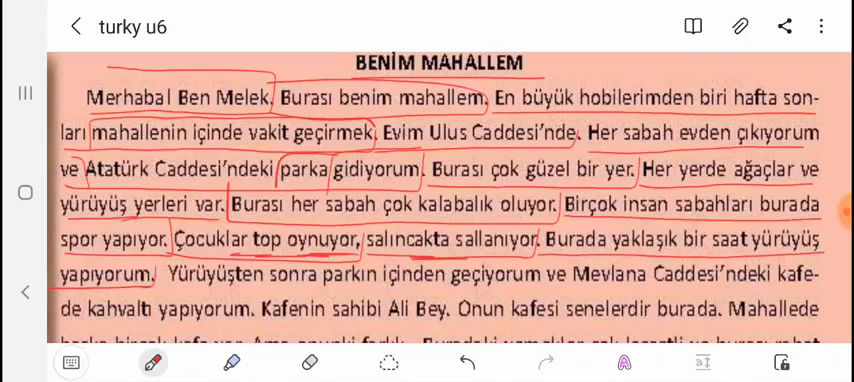 turky u6
BENİM MAHALLEM
Merhabal Ben Melek. Burası benim mahallem. En büyük hobilerimden biri hafta son-
ları mahallenin içinde vakit geçirmek. Evim Ulus Caddesi'nde. Her sabah evden çıkıyorum
ve Atatürk Caddesi'ndeki parka gidiyorum. Burası çok güzel bir yer. Her yerde ağaçlar ve
yürüyüş yerleri var. Burası her sabah çok kalabalık oluyor. Birçok insan sabahları burada
spor yapıyor. Çocuklar top oynuyor, salıncakta sallanıyor. Burada yaklaşık bir saat yürüyüş
yapıyorum. Yürüyüşten sonra parkın içinden geçiyorum ve Mevlana Caddesi'ndeki kafe-
de kahvaltı yapıyorum. Kafenin sahibi Ali Bey. Onun kafesi senelerdir burada. Mahallede